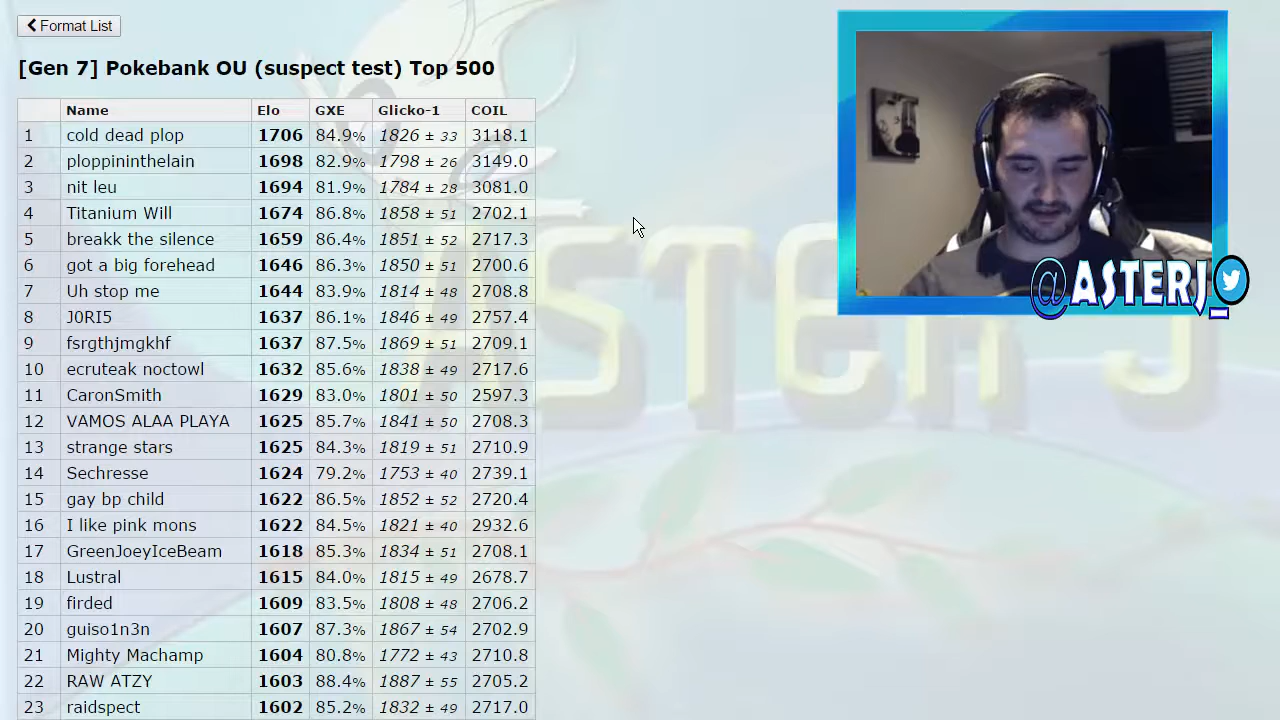 Format List
[Gen 7] Pokebank OU (suspect test) Top 500
Name Elo GXE Glicko-1 COIL
1 cold dead plop 1706 84.9% 1826 ± 33 3118.1
2 ploppininthelain 1698 82.9% 1798 ± 26 3149.0
3 nit leu 1694 81.9% 1784 ± 28 3081.0
4 Titanium Will 1674 86.8% 1858 ± 51 2702.1
5 breakk the silence 1659 86.4% 1851 ± 52 2717.3
6 got a big forehead 1646 86.3% 1850 ± 51 2700.6
7 Uh stop me 1644 83.9% 1814 ± 48 2708.8
8 J0RI5 1637 86.1% 1846 ± 49 2757.4
9 fsrgthjmgkhf 1637 87.5% 1869 ± 51 2709.1
10 ecruteak noctowl 1632 85.6% 1838 ± 49 2717.6
11 CaronSmith 1629 83.0% 1801 ± 50 2597.3
12 VAMOS ALAA PLAYA 1625 85.7% 1841 ± 50 2708.3
13 strange stars 1625 84.3% 1819 ± 51 2710.9
14 Sechresse 1624 79.2% 1753 ± 40 2739.1
15 gay bp child 1622 86.5% 1852 ± 52 2720.4
16 I like pink mons 1622 84.5% 1821 ± 40 2932.6
17 GreenJoeyIceBeam 1618 85.3% 1834 ± 51 2708.1
18 Lustral 1615 84.0% 1815 ± 49 2678.7
19 firded 1609 83.5% 1808 ± 48 2706.2
20 guiso1n3n 1607 87.3% 1867 ± 54 2702.9
21 Mighty Machamp 1604 80.8% 1772 ± 43 2710.8
22 RAW ATZY 1603 88.4% 1887 ± 55 2705.2
23 raidspect 1602 85.2% 1832 ± 49 2717.0
@ASTERJ_
ASTER J